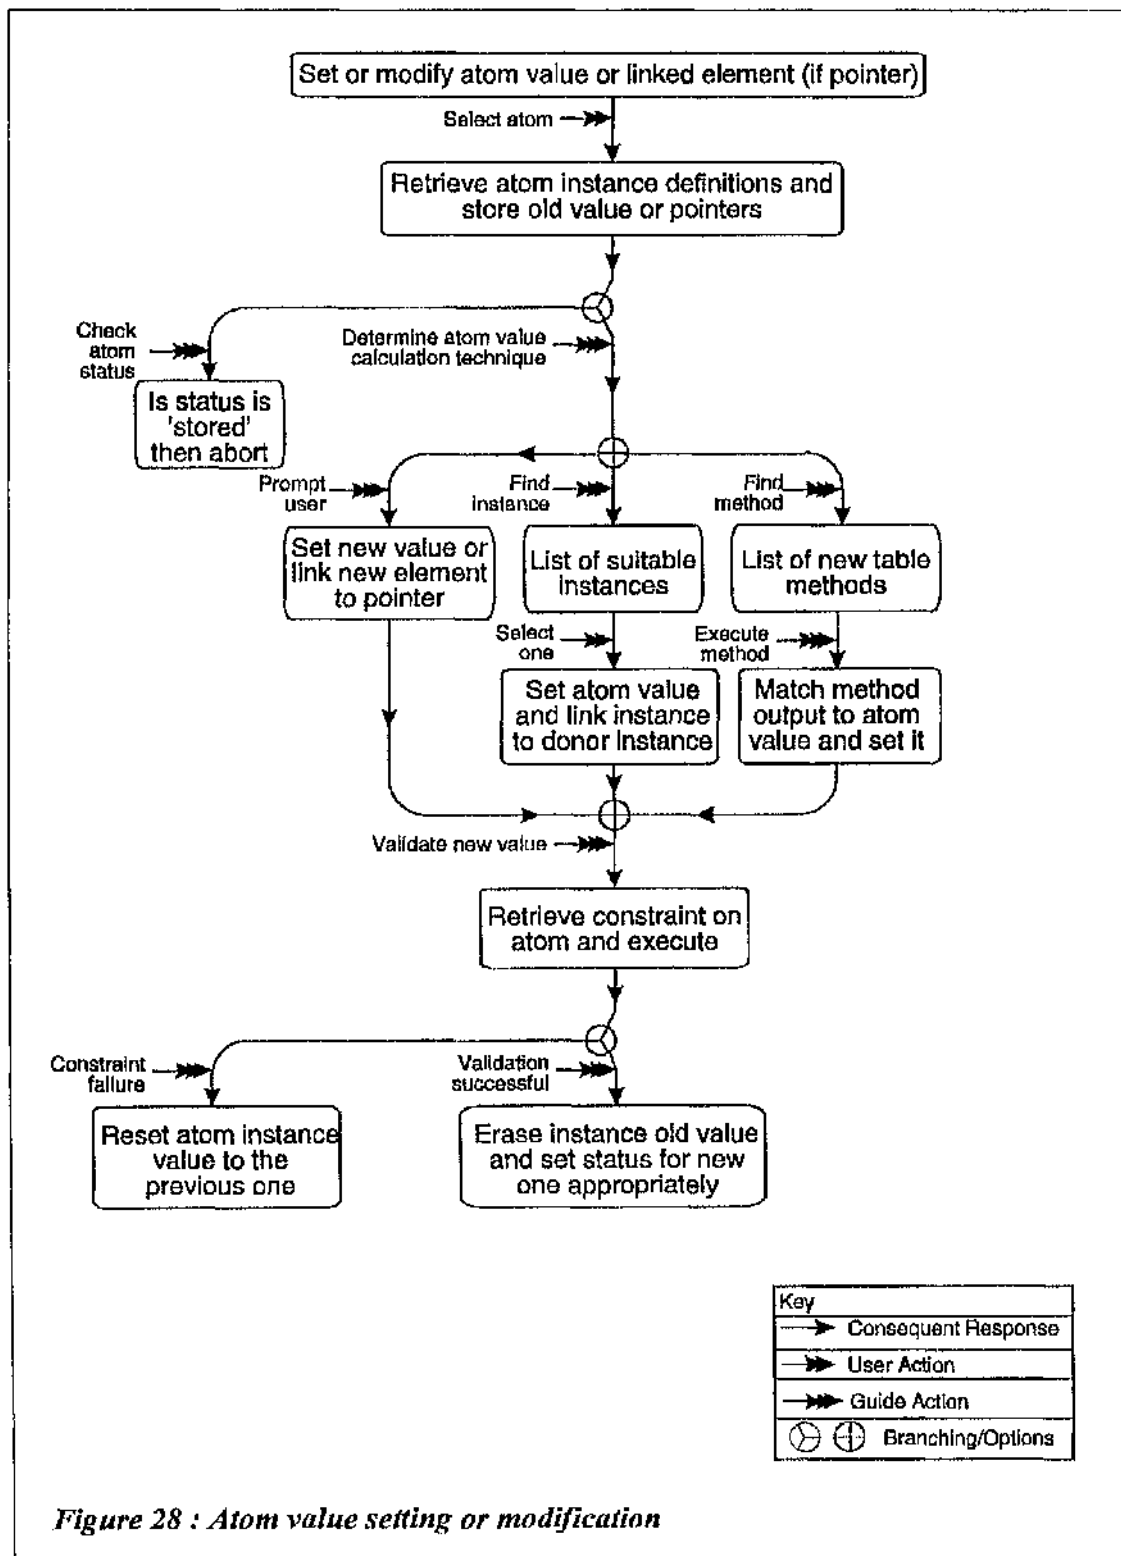 Set or modify atom value or linked element (if pointer)
Select atom
Retrieve atom instance definitions and
store old value or pointers
Check
atom
status
Determine atom value
calculation technique
Is status is
'stored'
then abort
Prompt
user
Find
instance
Find
method
Set new value or
link new element
to pointer
List of suitable
instances
List of new table
methods
Select
one
Execute
method
Set atom value
and link instance
to donor instance
Match method
output to atom
value and set it
Validate new value
Retrieve constraint on
atom and execute
Constraint
failure
Validation
successful
Reset atom instance
value to the
previous one
Erase instance old value
and set status for new
one appropriately
Key
Consequent Response
User Action
Guide Action
Branching/Options
Figure 28 : Atom value setting or modification